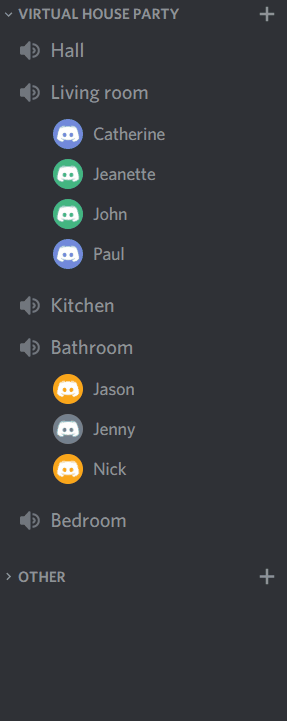 VIRTUAL HOUSE PARTY
Hall
Living room
Catherine
Jeanette
John
Paul
Kitchen
Bathroom
Jason
Jenny
Nick
Bedroom
OTHER